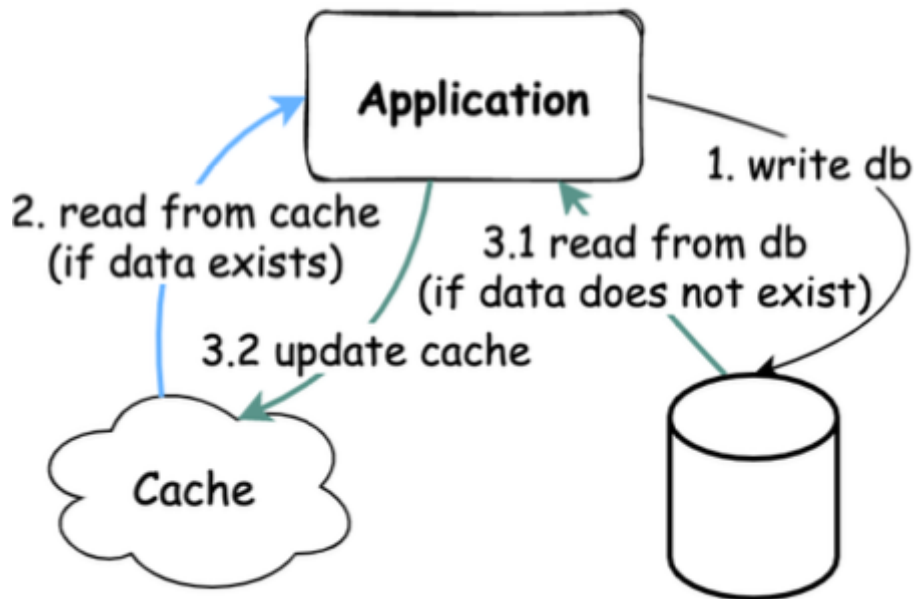 Application
1. write db
2. read from cache
(if data exists)
3.1 read from db
(if data does not exist)
3.2 update cache
Cache